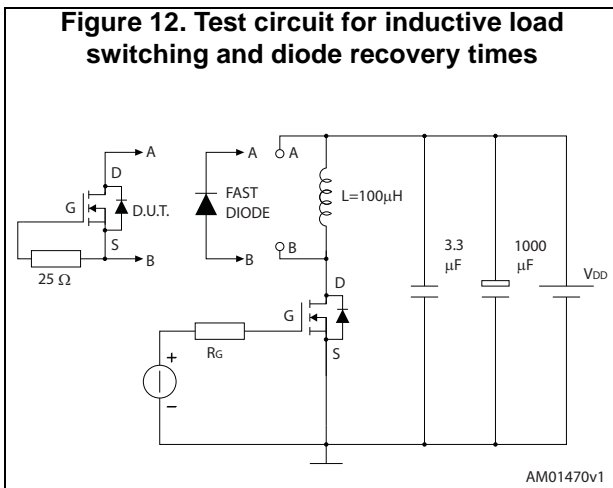 Figure 12. Test circuit for inductive load
switching and diode recovery times
A
D
G
D.U.T.
S
B
25 Ω
A
FAST
DIODE
B
A
B
L=100μH
D
G
S
RG
+
−
3.3
μF
1000
μF
VDD
AM01470v1